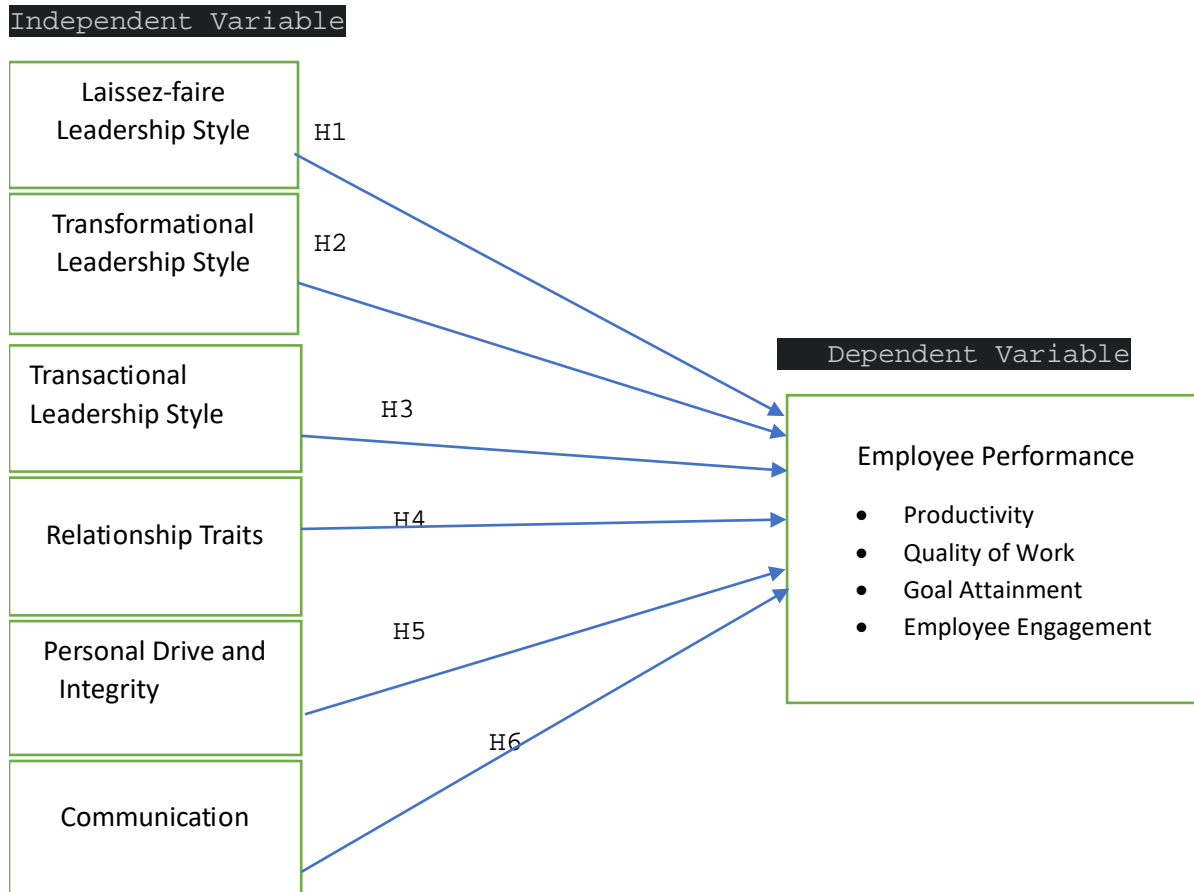 Independent Variable
Laissez-faire
Leadership Style
H1
Transformational
Leadership Style
H2
Dependent Variable
Transactional
Leadership Style
H3
Employee Performance
• Productivity
• Quality of Work
• Goal Attainment
• Employee Engagement
Relationship Traits
H4
Personal Drive and
Integrity
H5
H6
Communication